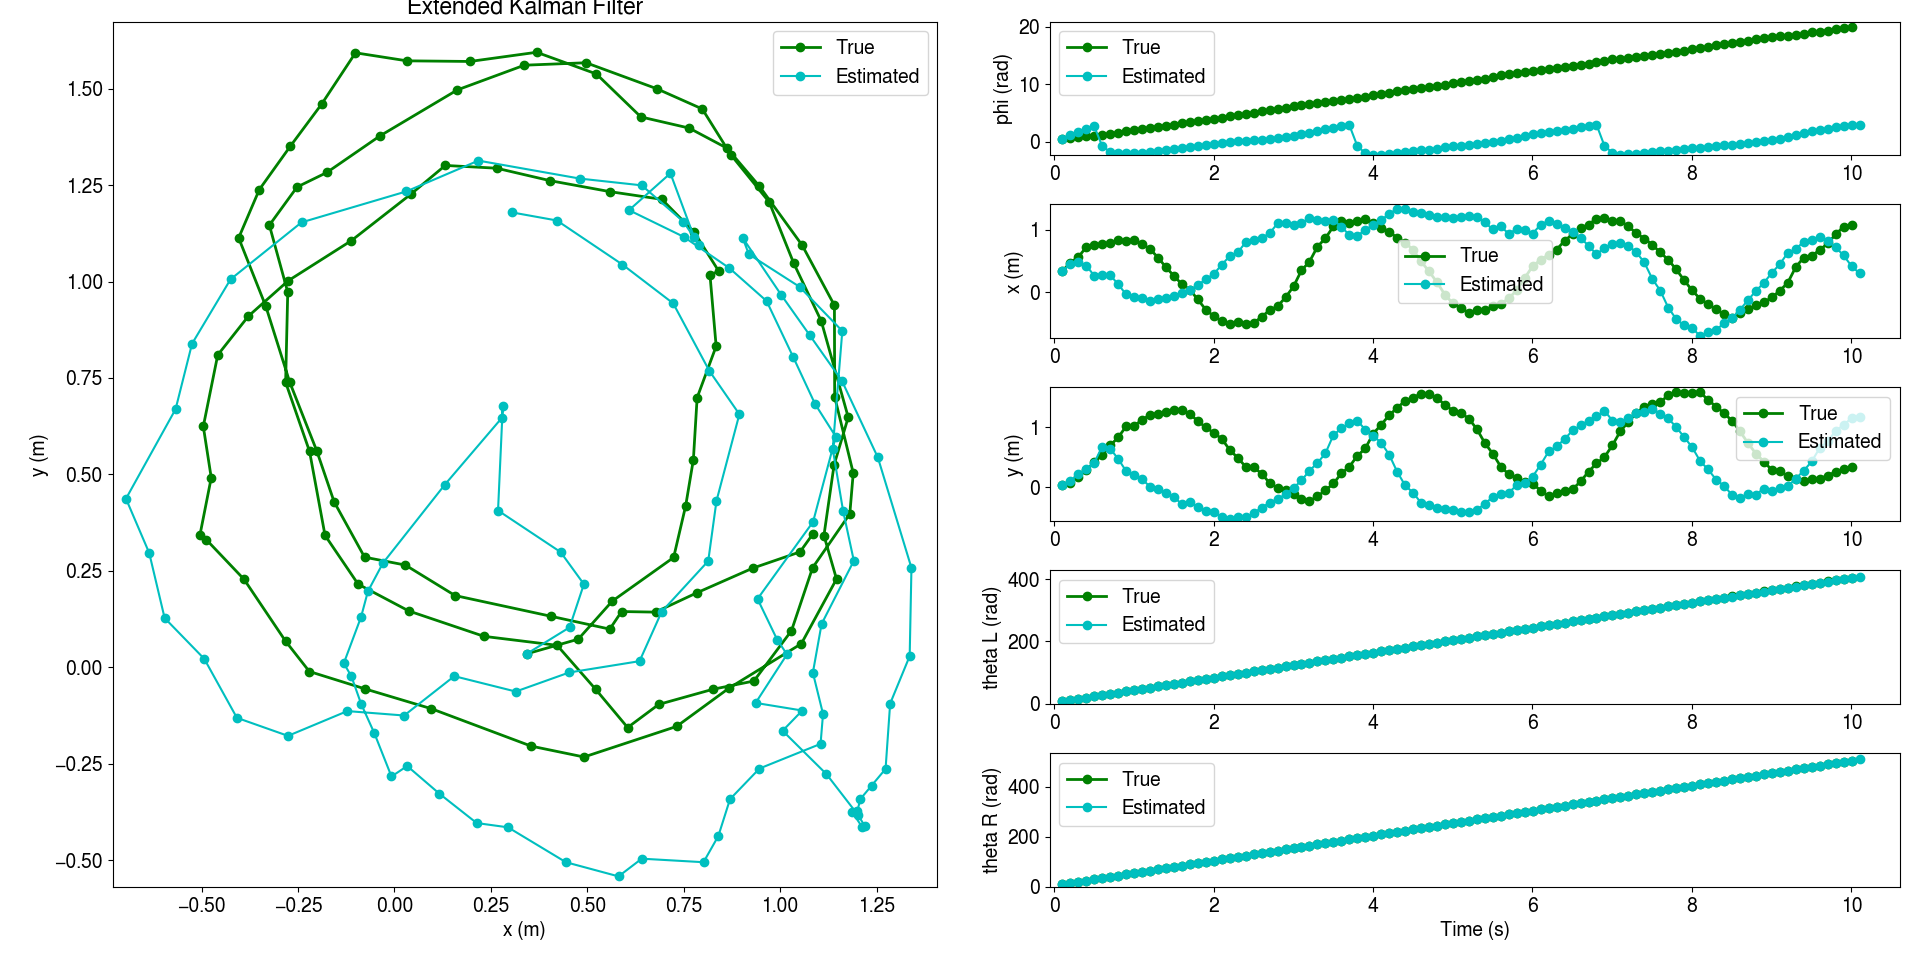 Extended Kalman Filter
True
Estimated
1.50
1.25
1.00
0.75
0.50
0.25
0.00
−0.25
−0.50
y (m)
−0.50 −0.25 0.00 0.25 0.50 0.75 1.00 1.25
x (m)
True
Estimated
20
10
0
phi (rad)
0 2 4 6 8 10
True
Estimated
1
0
x (m)
0 2 4 6 8 10
True
Estimated
1
0
y (m)
0 2 4 6 8 10
True
Estimated
400
200
0
theta L (rad)
0 2 4 6 8 10
True
Estimated
400
200
0
theta R (rad)
0 2 4 6 8 10
Time (s)